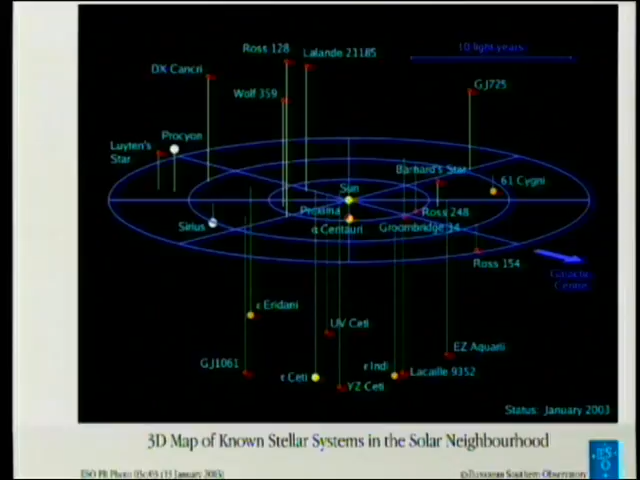 Ross 128
Lalande 21185
10 light years
DX Cancri
Wolf 359
GJ725
Procyon
Luyten's
Star
Barnard's Star
61 Cygni
Sun
Proxima
Ross 248
Sirius
α Centauri
Groombridge 34
Ross 154
Galactic
Centre
ε Eridani
UV Ceti
EZ Aquarii
GJ1061
τ Ceti
ε Indi
Lacaille 9352
YZ Ceti
Status: January 2003
3D Map of Known Stellar Systems in the Solar Neighbourhood
ESO PR Photo 03c/03 (13 January 2003)
© European Southern Observatory